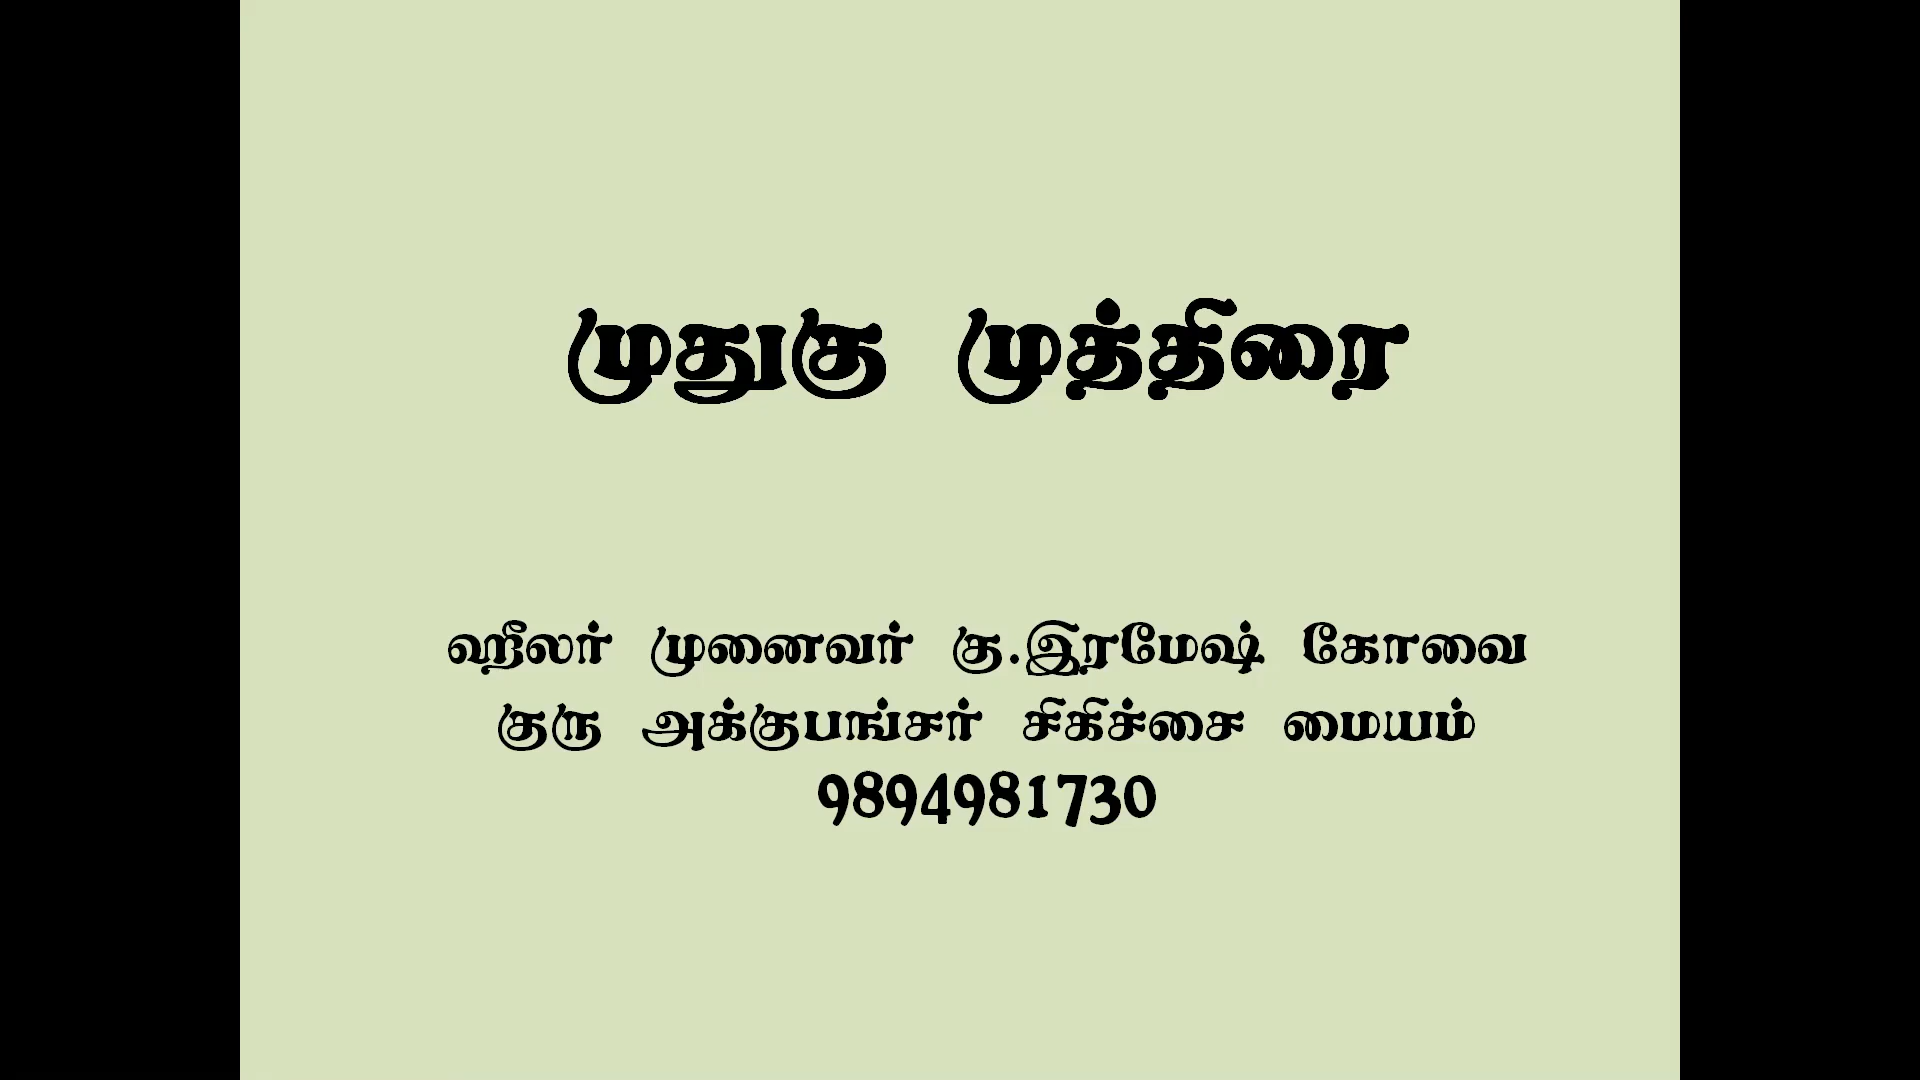 முதுகு முத்திரை
ஹீலர் முனைவர் கு.இரமேஷ் கோவை
குரு அக்குபங்சர் சிகிச்சை மையம்
9894981730